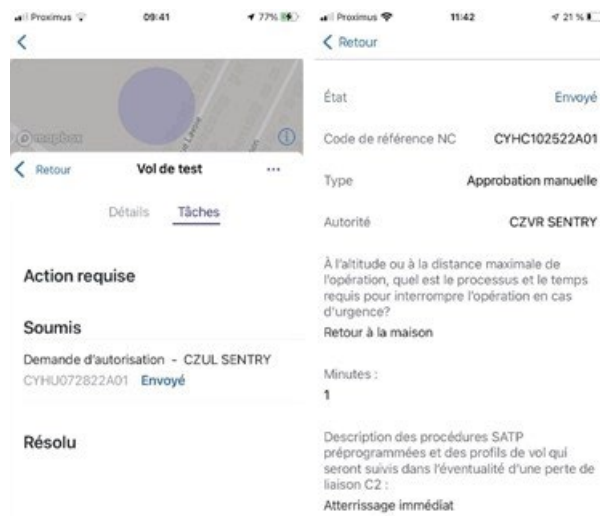 Proximus
09:41
77%
mapbox
Retour
Vol de test
...
Détails
Tâches
Action requise
Soumis
Demande d'autorisation - CZUL SENTRY
CYHU072822A01 Envoyé
Résolu
Proximus
11:42
21 %
Retour
État
Envoyé
Code de référence NC
CYHC102522A01
Type
Approbation manuelle
Autorité
CZVR SENTRY
À l'altitude ou à la distance maximale de
l'opération, quel est le processus et le temps
requis pour interrompre l'opération en cas
d'urgence?
Retour à la maison
Minutes :
1
Description des procédures SATP
préprogrammées et des profils de vol qui
seront suivis dans l'éventualité d'une perte de
liaison C2 :
Atterrissage immédiat